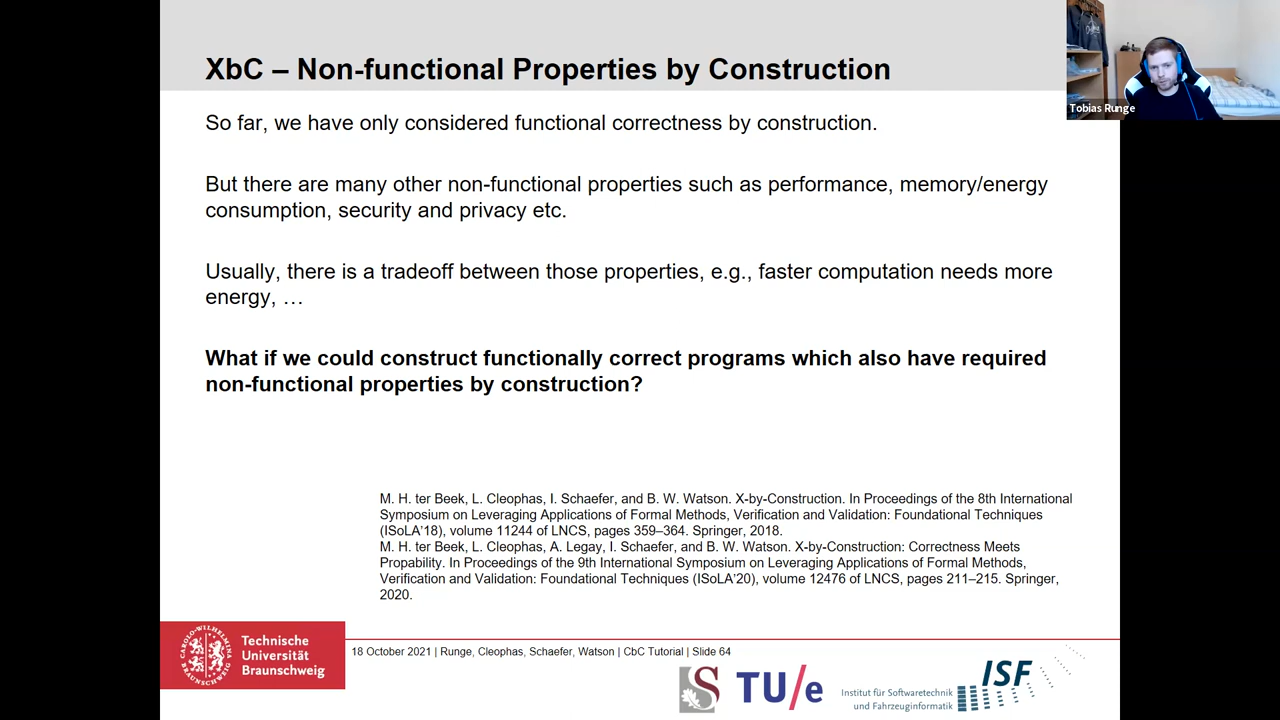 XbC – Non-functional Properties by Construction
Tobias Runge
So far, we have only considered functional correctness by construction.
But there are many other non-functional properties such as performance, memory/energy
consumption, security and privacy etc.
Usually, there is a tradeoff between those properties, e.g., faster computation needs more
energy, …
What if we could construct functionally correct programs which also have required
non-functional properties by construction?
M. H. ter Beek, L. Cleophas, I. Schaefer, and B. W. Watson. X-by-Construction. In Proceedings of the 8th International
Symposium on Leveraging Applications of Formal Methods, Verification and Validation: Foundational Techniques
(ISoLA'18), volume 11244 of LNCS, pages 359–364. Springer, 2018.
M. H. ter Beek, L. Cleophas, A. Legay, I. Schaefer, and B. W. Watson. X-by-Construction: Correctness Meets
Propability. In Proceedings of the 9th International Symposium on Leveraging Applications of Formal Methods,
Verification and Validation: Foundational Techniques (ISoLA'20), volume 12476 of LNCS, pages 211–215. Springer,
2020.
Technische
Universität
Braunschweig
18 October 2021 | Runge, Cleophas, Schaefer, Watson | CbC Tutorial | Slide 64
S
TU/e
Institut für Softwaretechnik
und Fahrzeuginformatik
ISF